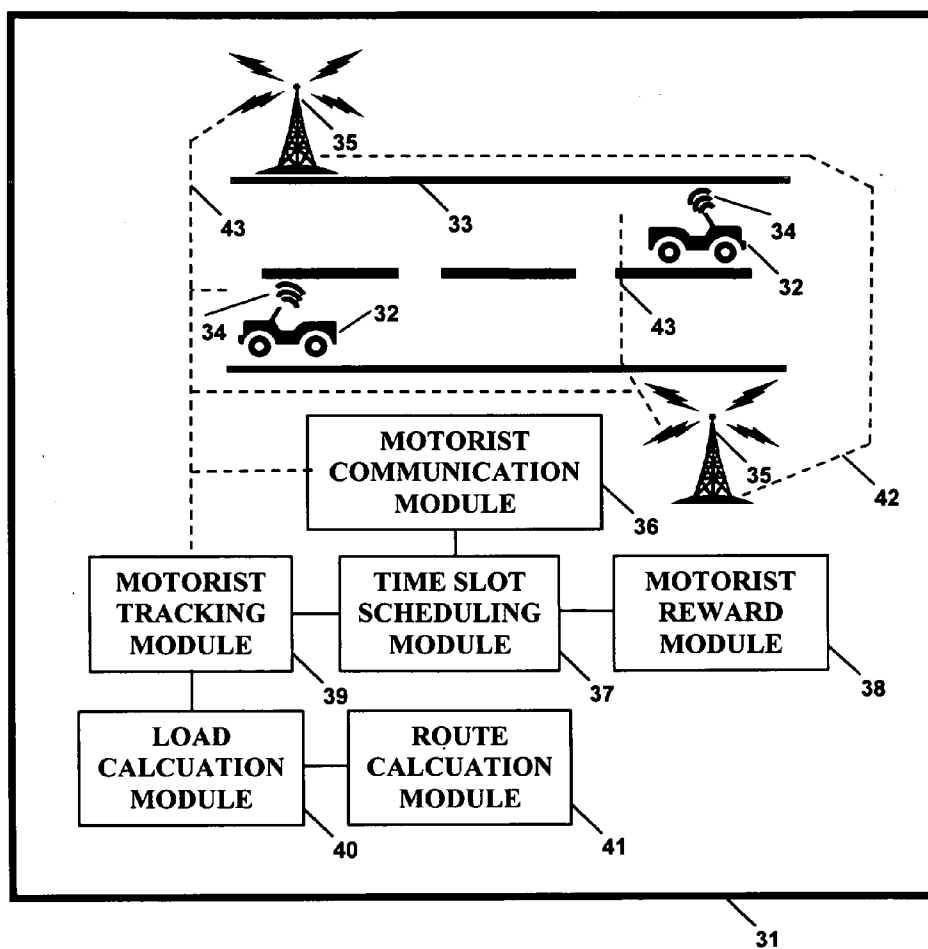 35
33
43
34
32
34
32
43
35
42
MOTORIST
COMMUNICATION
MODULE
36
MOTORIST
TRACKING
MODULE
39
TIME SLOT
SCHEDULING
MODULE
37
MOTORIST
REWARD
MODULE
38
LOAD
CALCUATION
MODULE
40
ROUTE
CALCUATION
MODULE
41
31